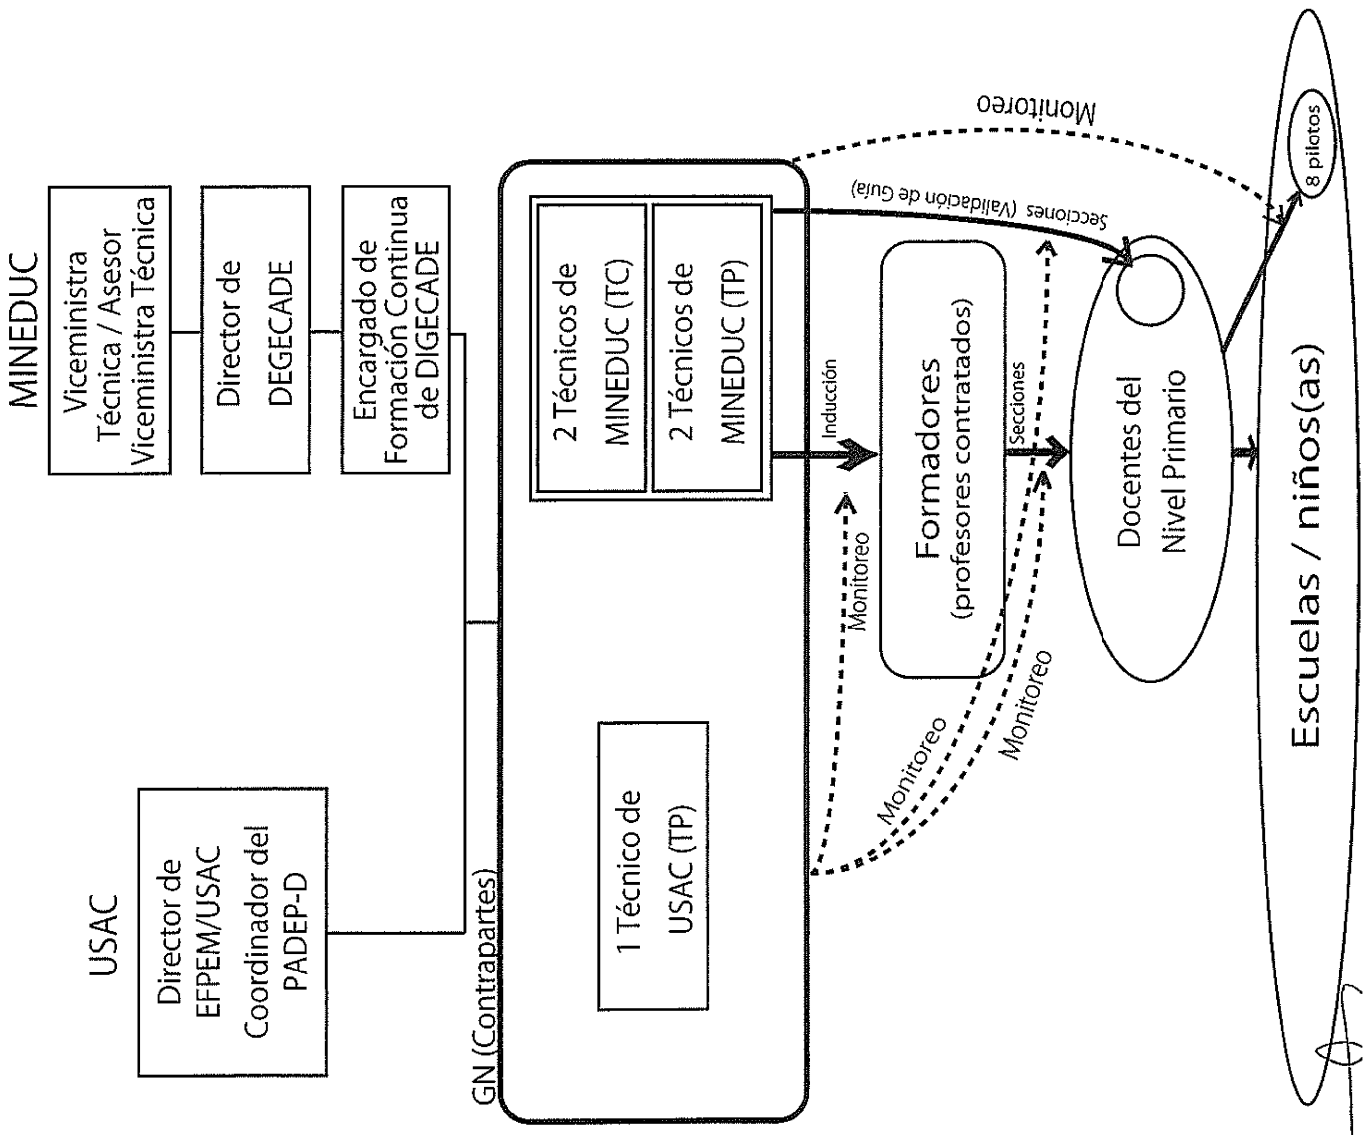 USAC
Director de
EFPEM/USAC
Coordinador del
PADEP-D
MINEDUC
Viceministra
Técnica / Asesor
Viceministra Técnica
Director de
DEGECADE
Encargado de
Formación Continua
de DIGECADE
GN (Contrapartes)
1 Técnico de
USAC (TP)
2 Técnicos de
MINEDUC (TC)
2 Técnicos de
MINEDUC (TP)
Monitoreo
Inducción
Formadores
(profesores contratados)
Monitoreo
Monitoreo
Secciones
Secciones (Validación de Guía)
Monitoreo
Docentes del
Nivel Primario
Escuelas / niños(as)
8 pilotos